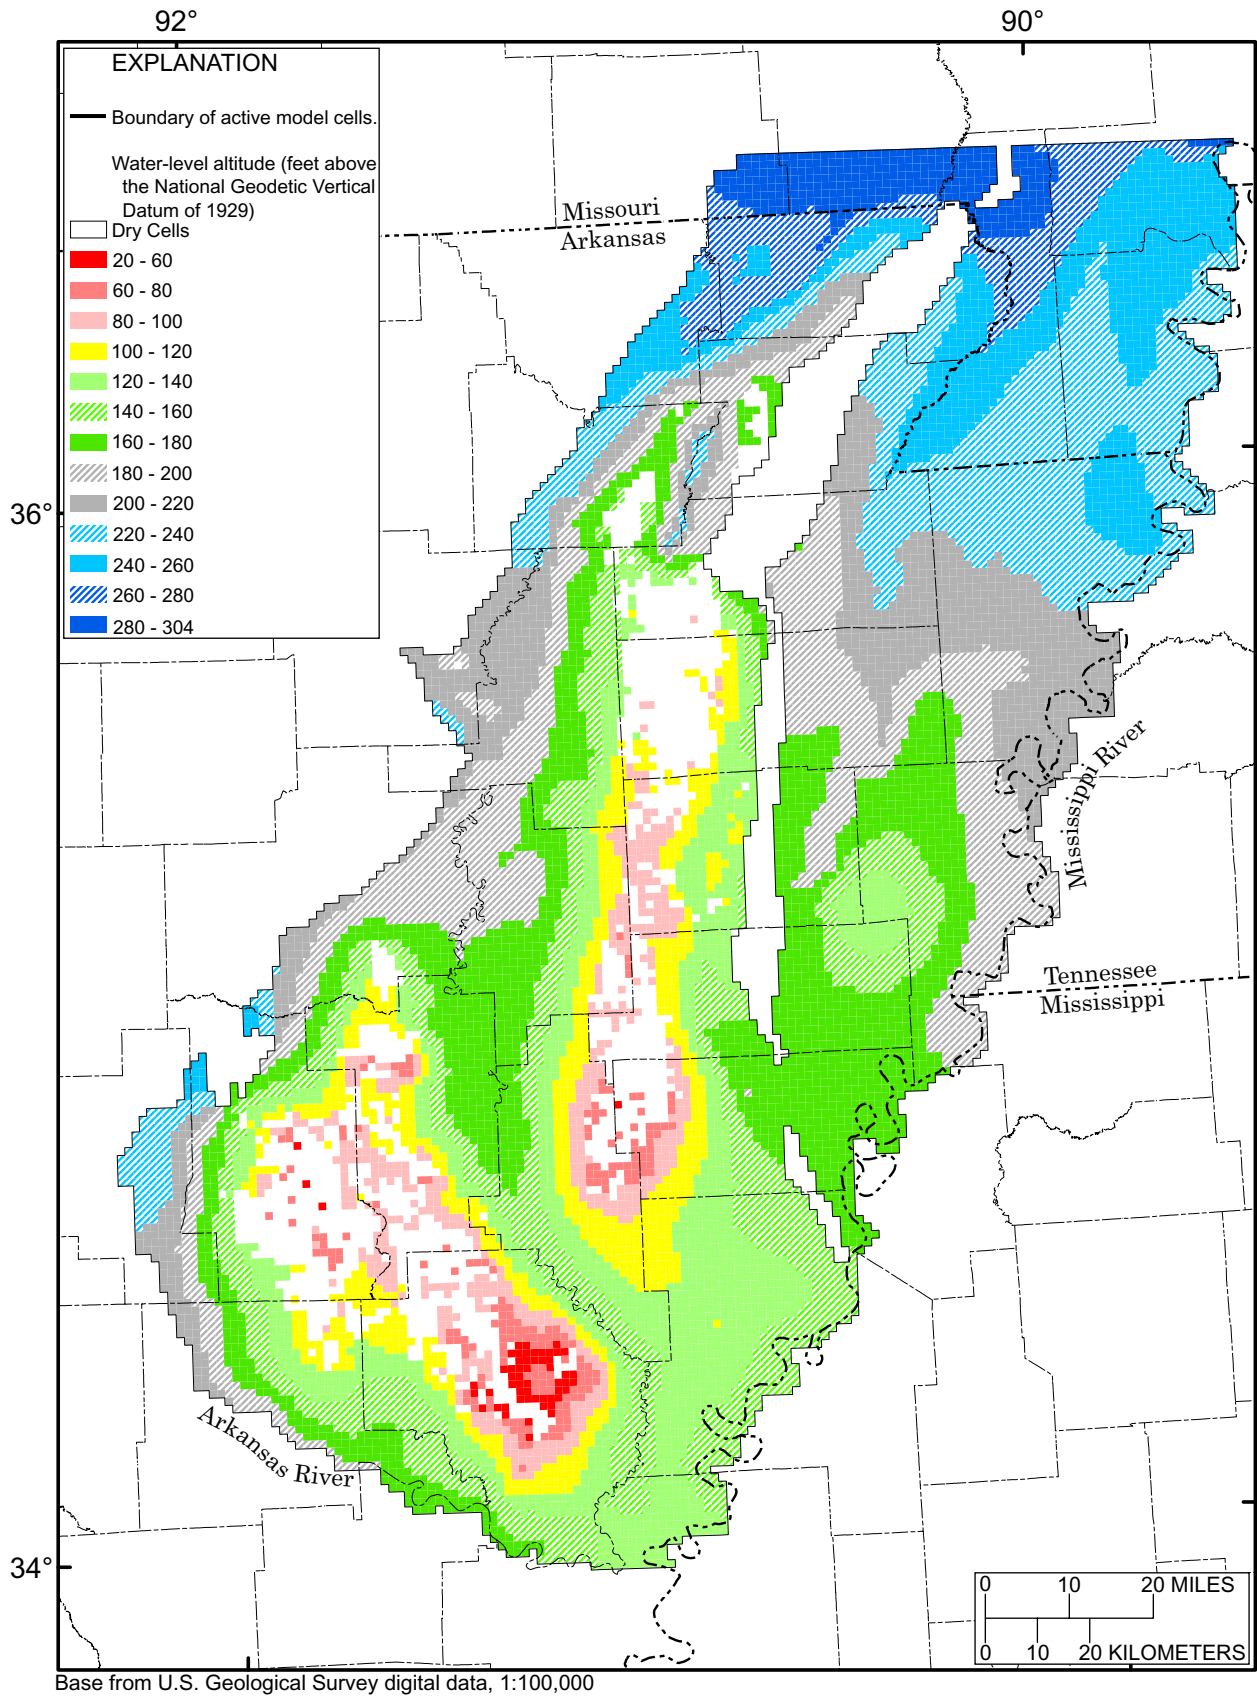 92°
90°
EXPLANATION
Boundary of active model cells.
Water-level altitude (feet above
the National Geodetic Vertical
Datum of 1929)
Dry Cells
20 - 60
60 - 80
80 - 100
100 - 120
120 - 140
140 - 160
160 - 180
180 - 200
200 - 220
220 - 240
240 - 260
260 - 280
280 - 304
Missouri
Arkansas
36°
Mississippi River
Tennessee
Mississippi
Arkansas River
34°
0 10 20 MILES
0 10 20 KILOMETERS
Base from U.S. Geological Survey digital data, 1:100,000